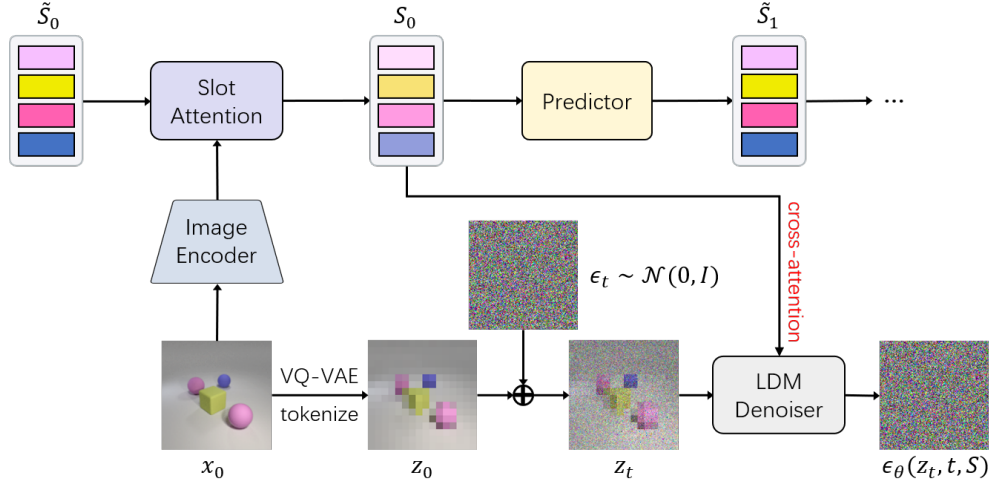 S̃₀
S₀
S̃₁
Slot
Attention
Predictor
...
Image
Encoder
ϵₜ ~ 𝒩(0, I)
cross-attention
VQ-VAE
tokenize
LDM
Denoiser
x₀
z₀
zₜ
ϵ_θ(zₜ, t, S)